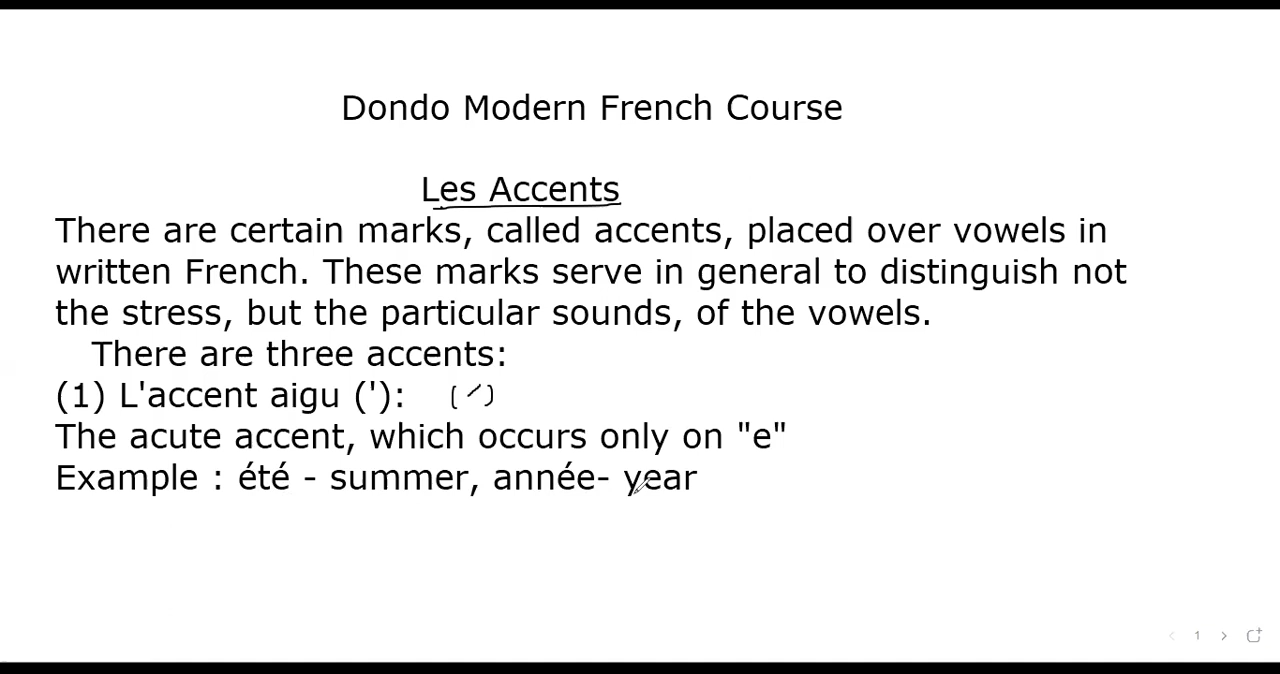 Dondo Modern French Course
Les Accents
There are certain marks, called accents, placed over vowels in
written French. These marks serve in general to distinguish not
the stress, but the particular sounds, of the vowels.
There are three accents:
(1) L'accent aigu ('): (´)
The acute accent, which occurs only on "e"
Example : été - summer, année- year
1